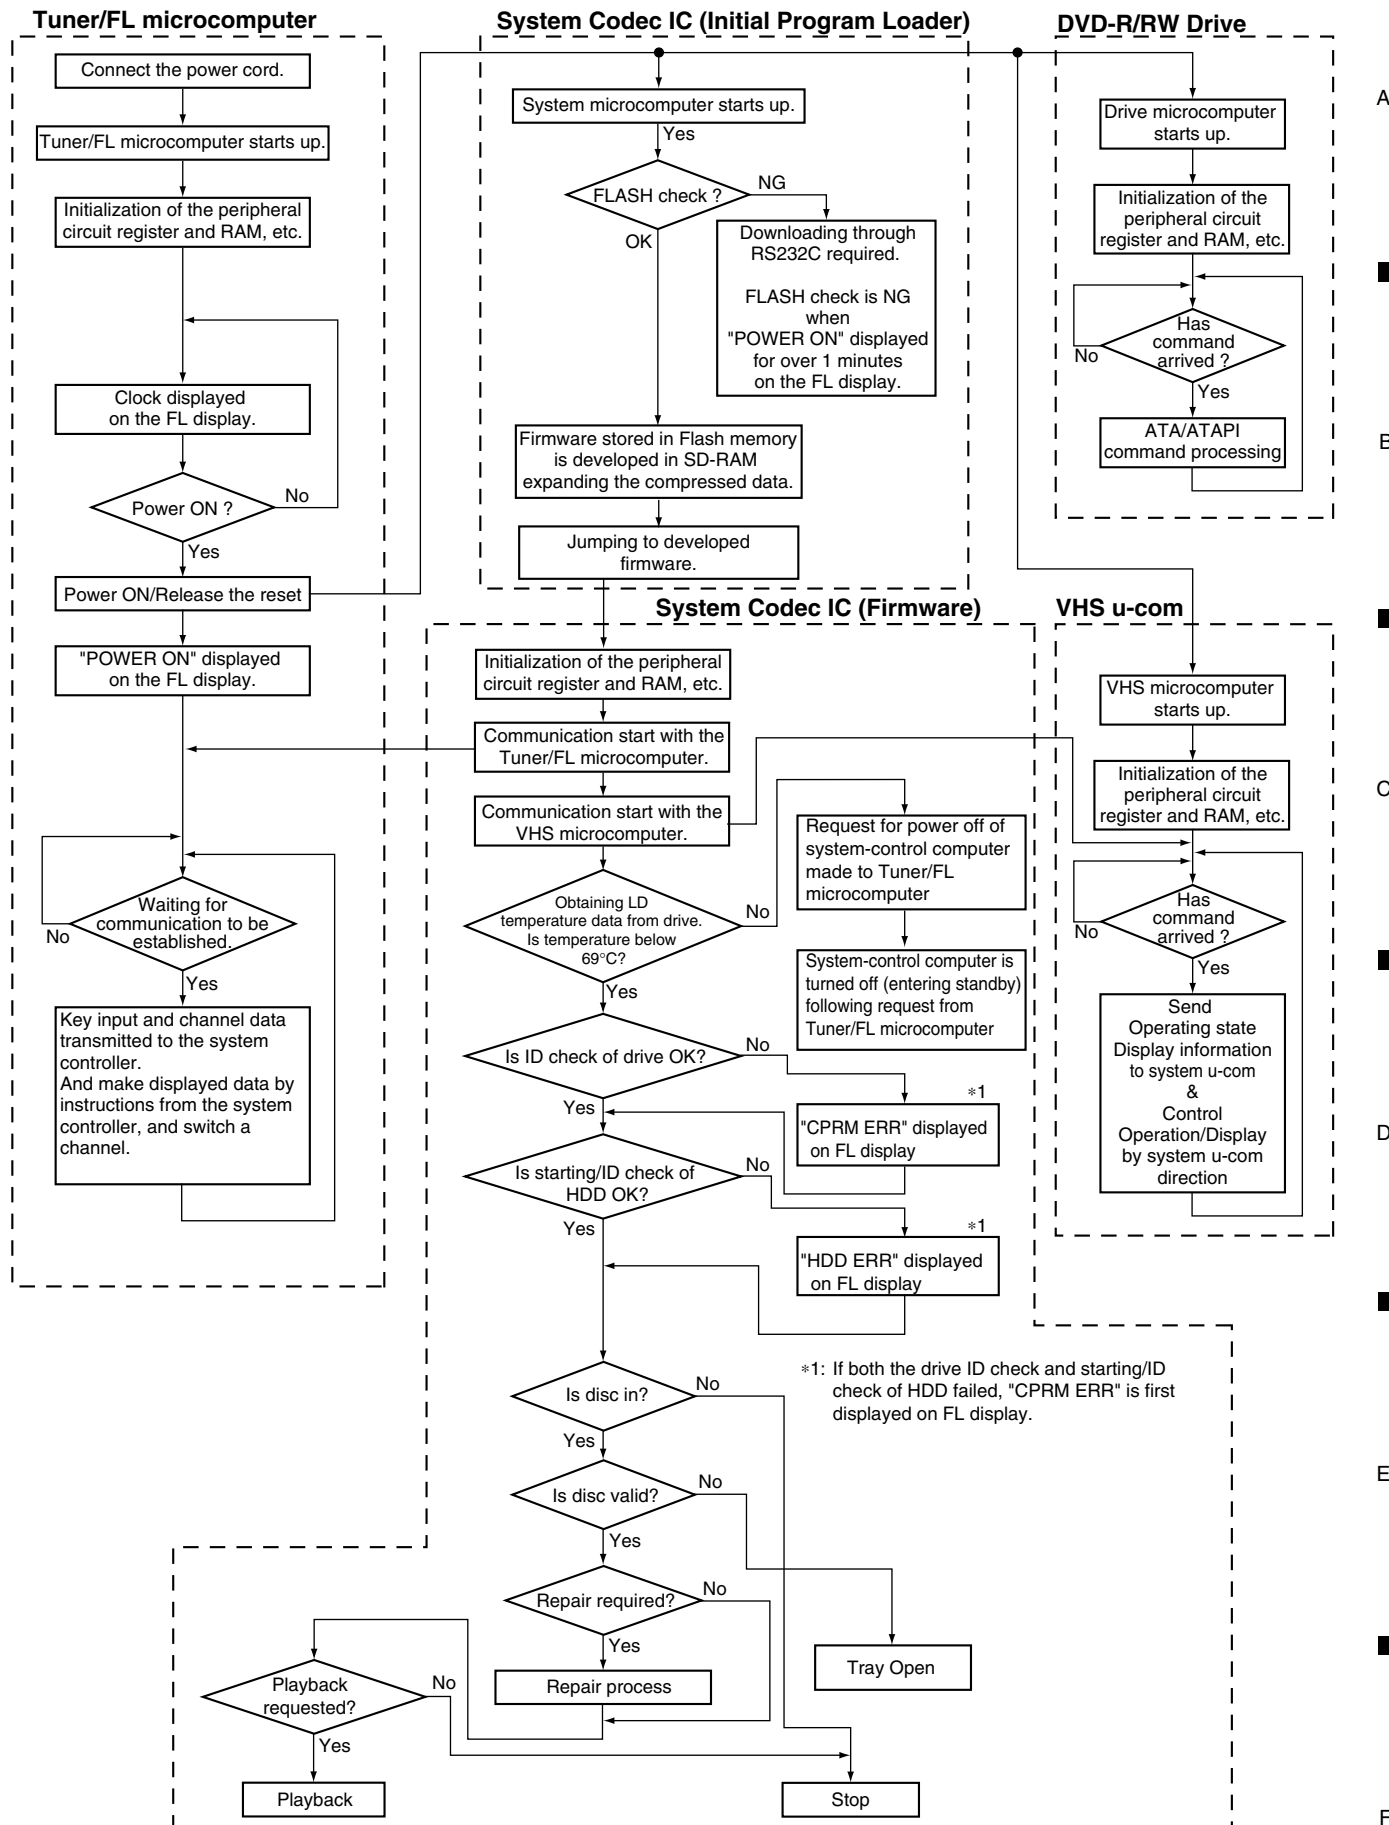 Tuner/FL microcomputer
Connect the power cord.
Tuner/FL microcomputer starts up.
Initialization of the peripheral
circuit register and RAM, etc.
Clock displayed
on the FL display.
Power ON ?
No
Yes
Power ON/Release the reset
"POWER ON" displayed
on the FL display.
Waiting for
communication to be
established.
No
Yes
Key input and channel data
transmitted to the system
controller.
And make displayed data by
instructions from the system
controller, and switch a
channel.
System Codec IC (Initial Program Loader)
System microcomputer starts up.
Yes
FLASH check ?
NG
OK
Downloading through
RS232C required.
FLASH check is NG
when
"POWER ON" displayed
for over 1 minutes
on the FL display.
Firmware stored in Flash memory
is developed in SD-RAM
expanding the compressed data.
Jumping to developed
firmware.
System Codec IC (Firmware)
Initialization of the peripheral
circuit register and RAM, etc.
Communication start with the
Tuner/FL microcomputer.
Communication start with the
VHS microcomputer.
Obtaining LD
temperature data from drive.
Is temperature below
69°C?
No
Yes
Request for power off of
system-control computer
made to Tuner/FL
microcomputer
System-control computer is
turned off (entering standby)
following request from
Tuner/FL microcomputer
Is ID check of drive OK?
No
Yes
*1
"CPRM ERR" displayed
on FL display
Is starting/ID check of
HDD OK?
No
Yes
*1
"HDD ERR" displayed
on FL display
*1: If both the drive ID check and starting/ID
check of HDD failed, "CPRM ERR" is first
displayed on FL display.
Is disc in?
No
Yes
Is disc valid?
No
Yes
Repair required?
No
Yes
Repair process
Tray Open
Playback
requested?
No
Yes
Playback
Stop
DVD-R/RW Drive
Drive microcomputer
starts up.
Initialization of the
peripheral circuit
register and RAM, etc.
Has
command
arrived ?
No
Yes
ATA/ATAPI
command processing
VHS u-com
VHS microcomputer
starts up.
Initialization of the
peripheral circuit
register and RAM, etc.
Has
command
arrived ?
No
Yes
Send
Operating state
Display information
to system u-com
&
Control
Operation/Display
by system u-com
direction
A
B
C
D
E
F